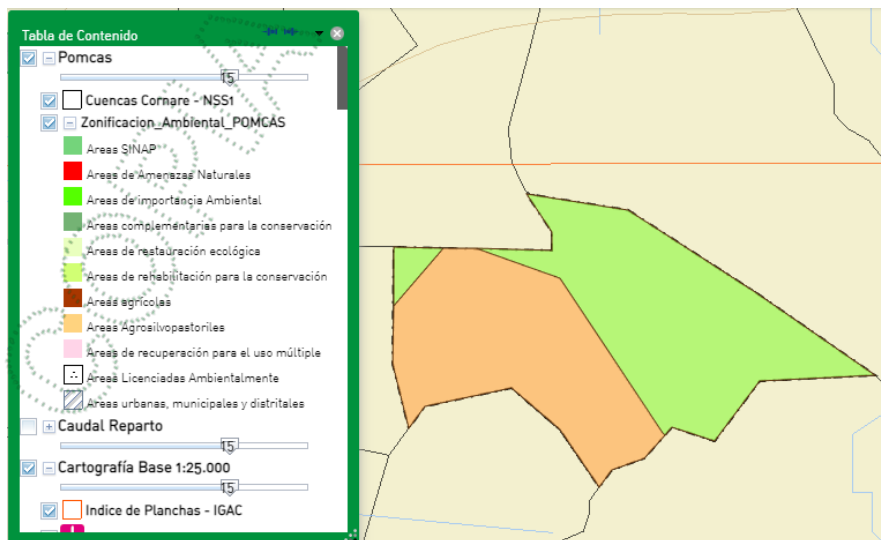 Tabla de Contenido
Pomcas
15
Cuencas Cornare - NSS1
Zonificacion_Ambiental_POMCAS
Areas SINAP
Areas de Amenazas Naturales
Areas de importancia Ambiental
Areas complementarias para la conservación
Areas de restauración ecológica
Areas de rehabilitación para la conservación
Areas agrícolas
Areas Agrosilvopastoriles
Areas de recuperación para el uso múltiple
Areas Licenciadas Ambientalmente
Areas urbanas, municipales y distritales
Caudal Reparto
15
Cartografía Base 1:25.000
15
Indice de Planchas - IGAC